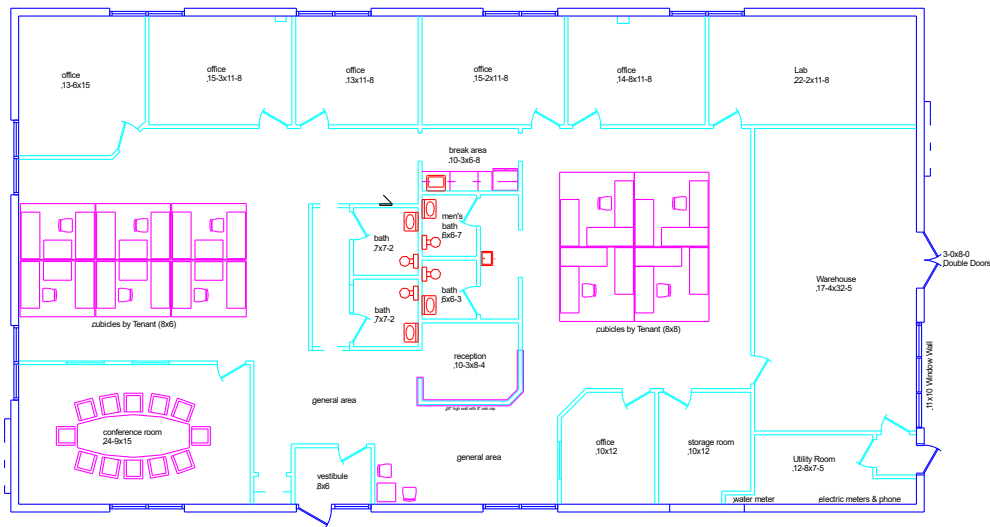 office
13-6x15
office
15-3x11-8
office
13x11-8
office
15-2x11-8
office
14-8x11-8
Lab
22-2x11-8
break area
10-3x6-8
men's
bath
6x6-7
bath
7x7-2
bath
6x6-3
bath
7x7-2
3-0x8-0
Double Doors
Warehouse
17-4x32-5
cubicles by Tenant (8x6)
cubicles by Tenant (8x8)
reception
10-3x8-4
11x10 Window Wall
general area
conference room
24-9x15
office
10x12
storage room
10x12
general area
Utility Room
12-8x7-5
vestibule
8x6
water meter
electric meters & phone